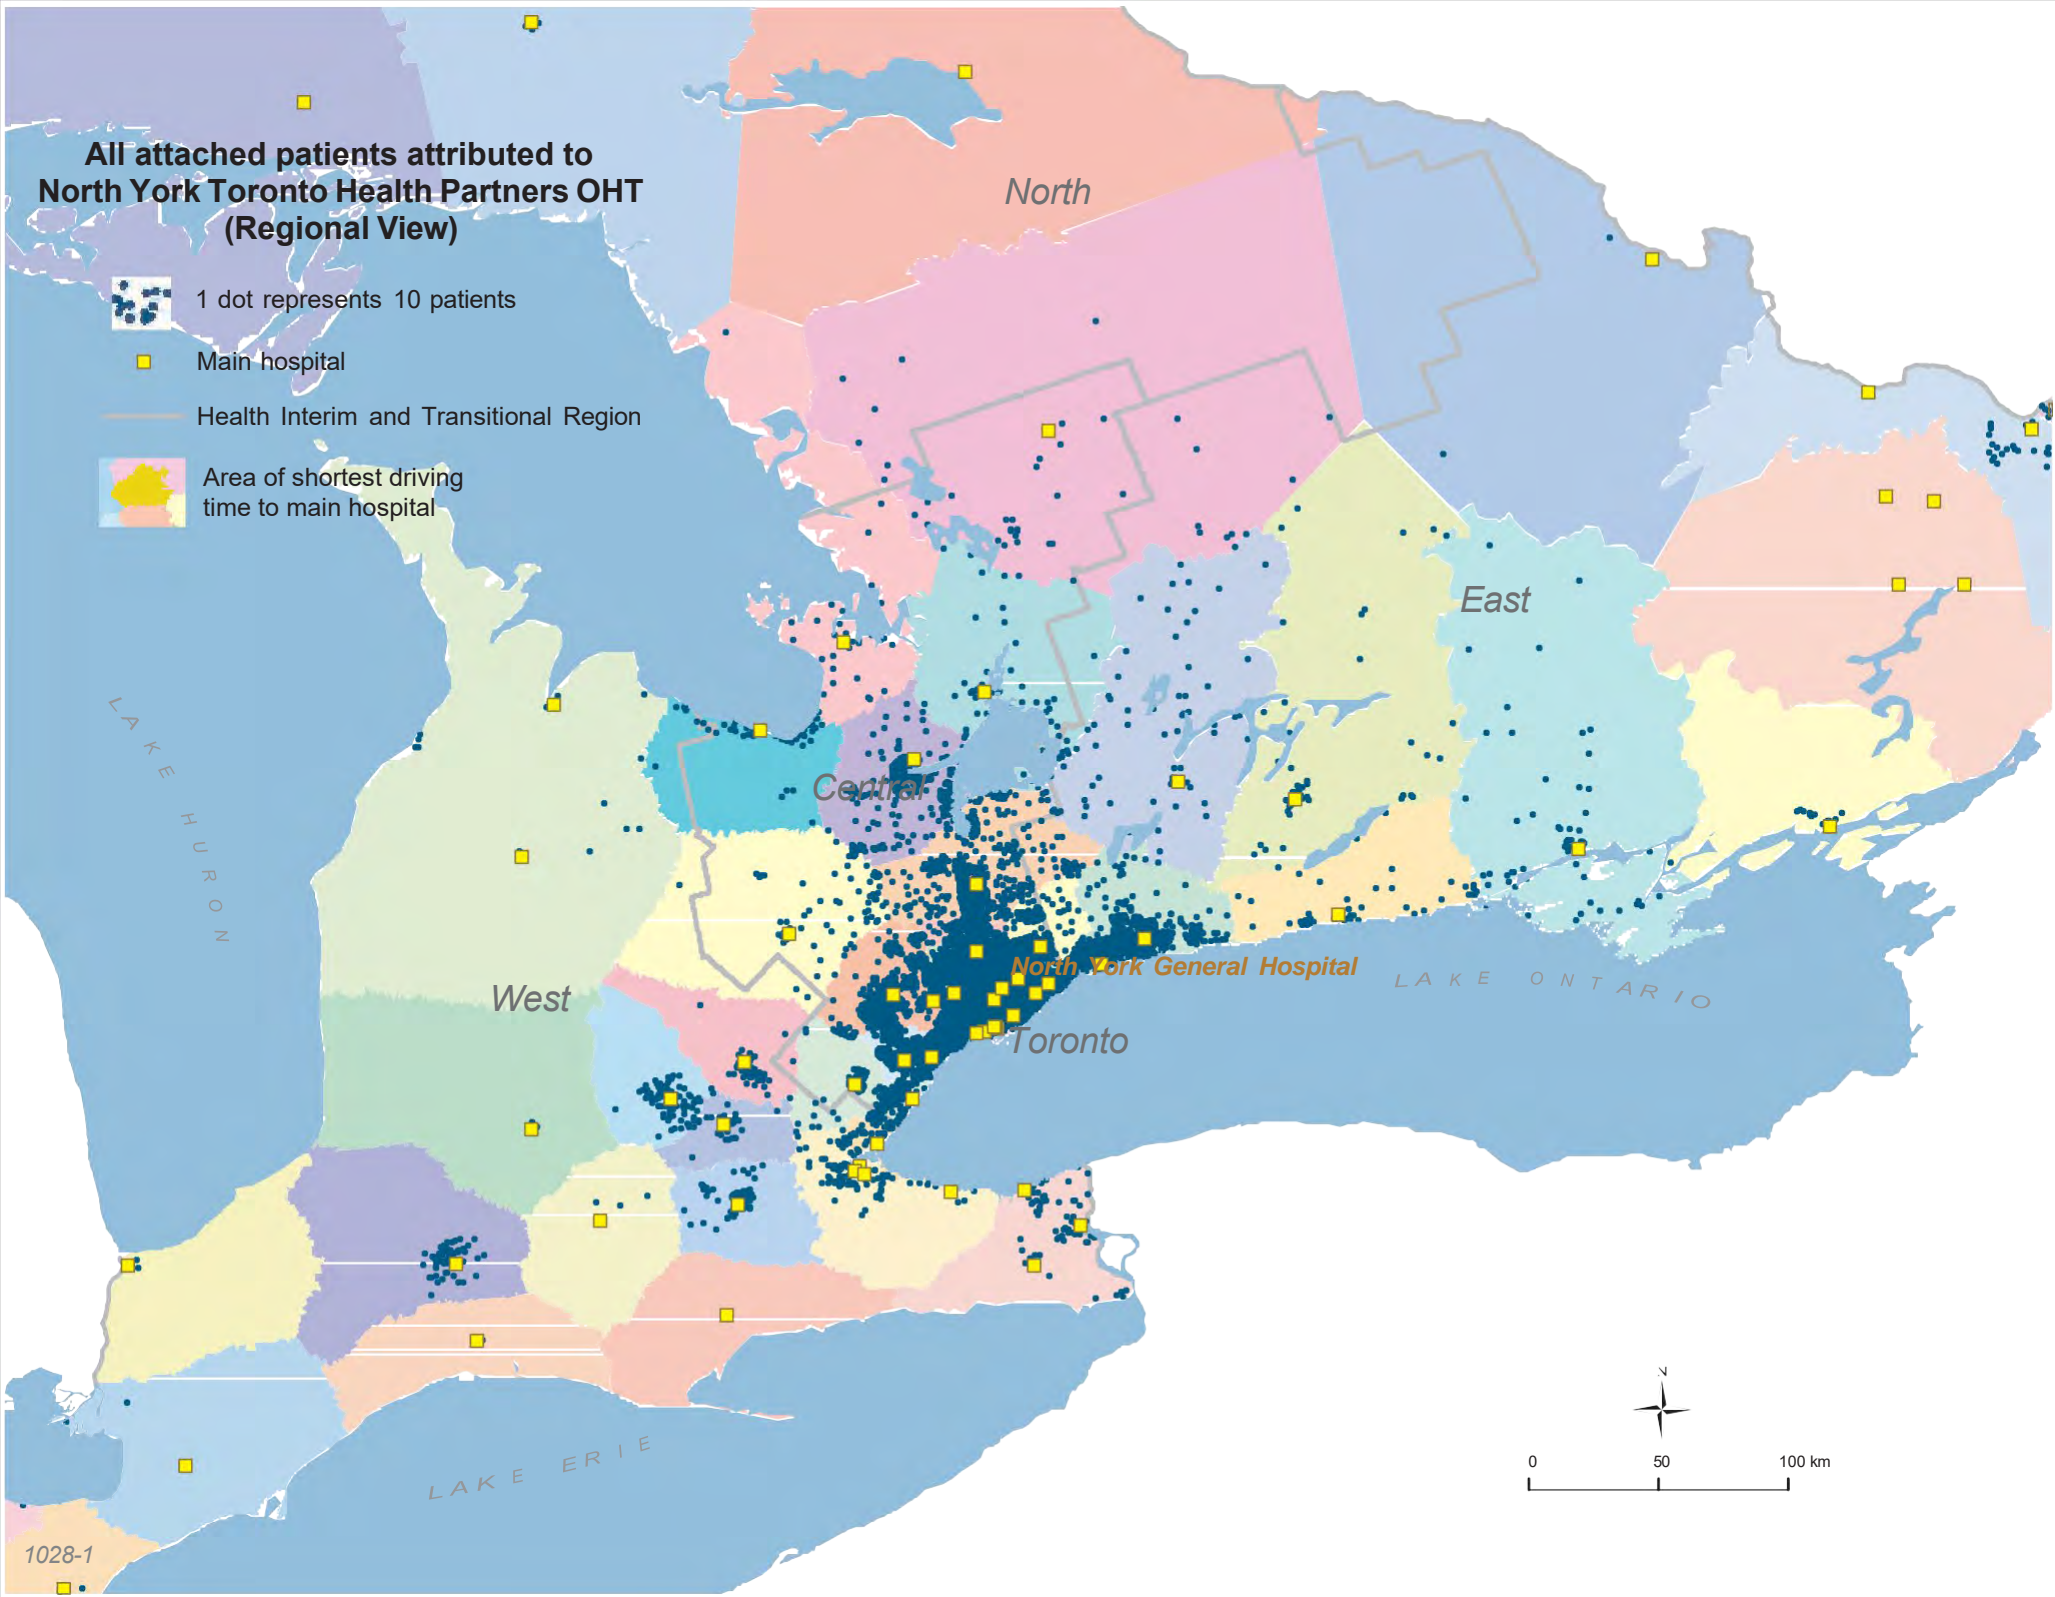 All attached patients attributed to
North York Toronto Health Partners OHT
(Regional View)
1 dot represents 10 patients
Main hospital
Health Interim and Transitional Region
Area of shortest driving
time to main hospital
North
East
Central
LAKE HURON
North York General Hospital
LAKE ONTARIO
West
Toronto
LAKE ERIE
N
0 50 100 km
1028-1